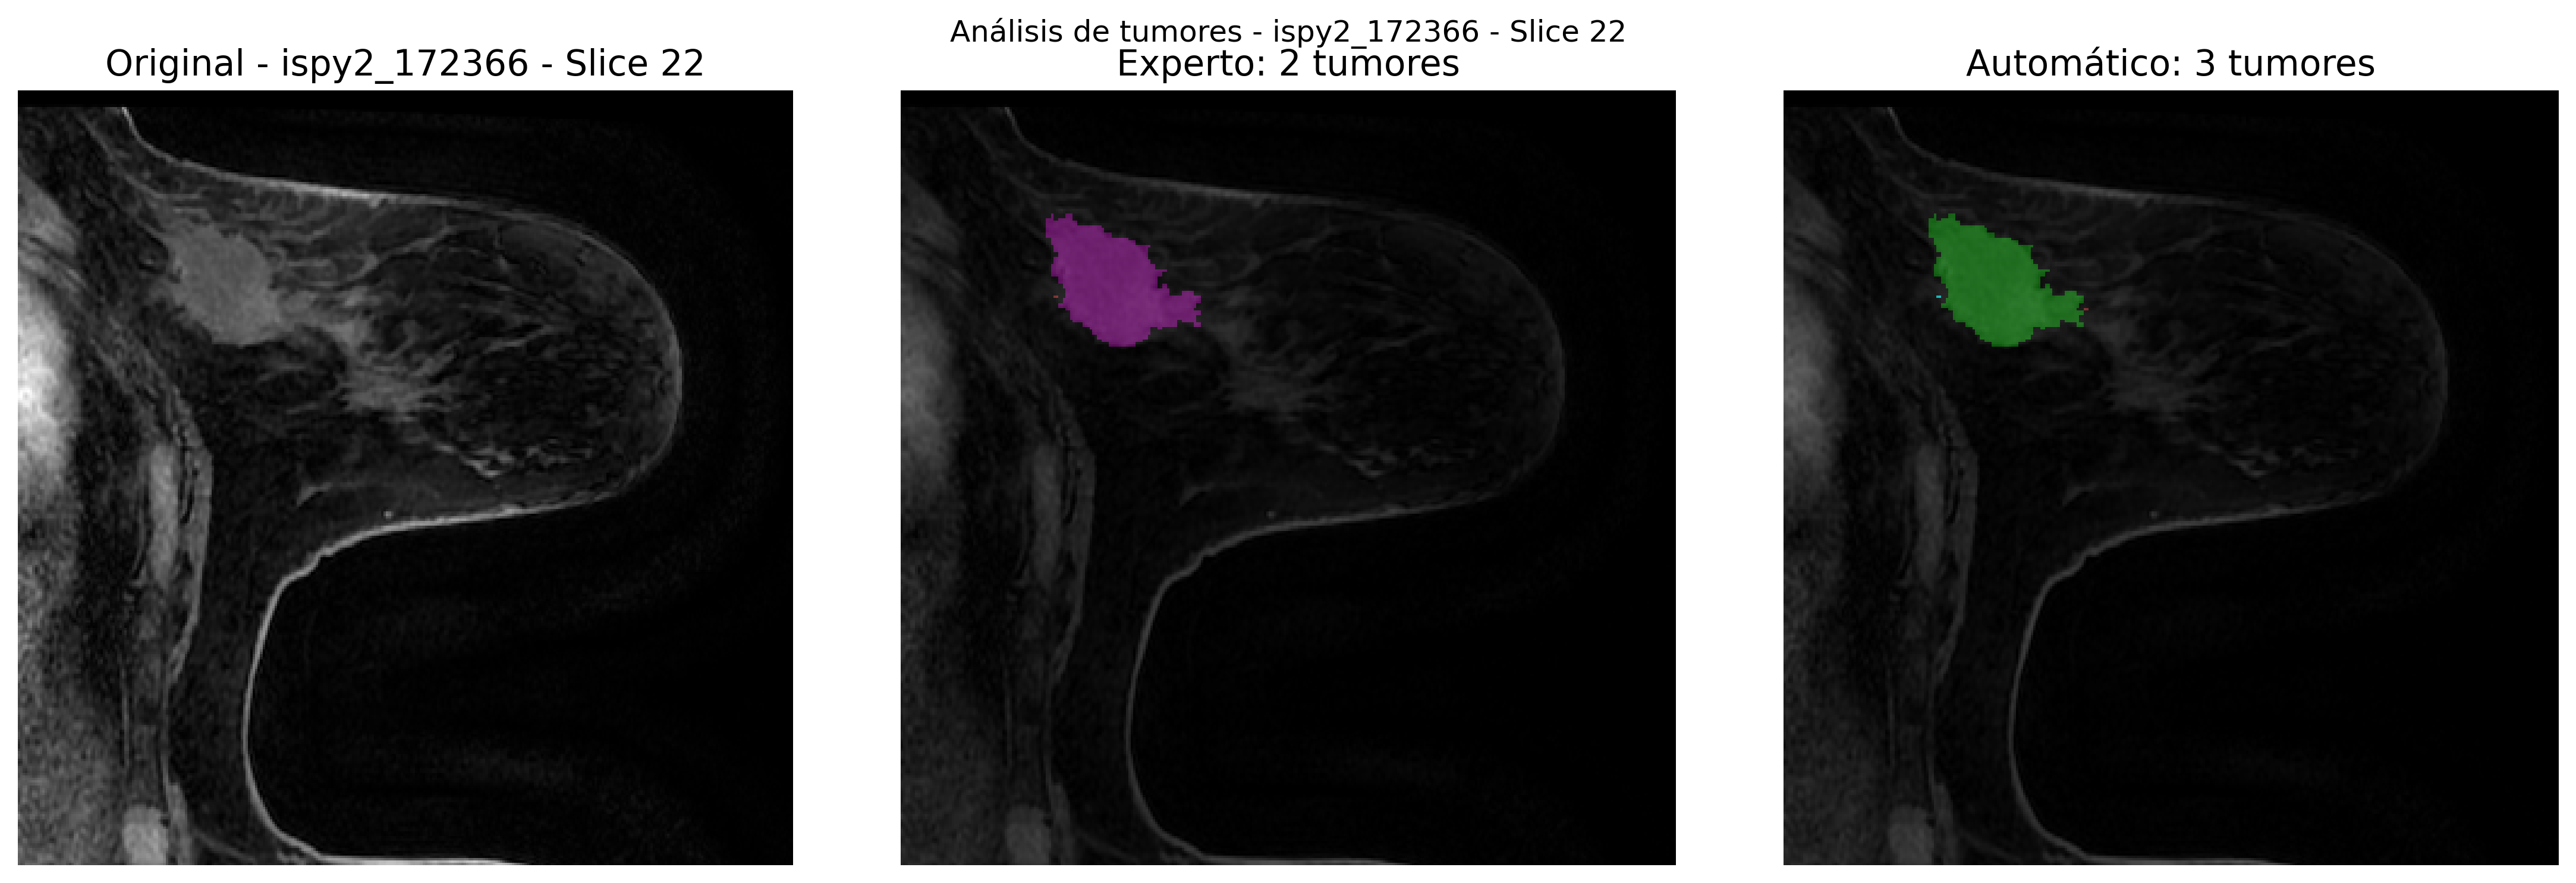 Análisis de tumores - ispy2_172366 - Slice 22
Original - ispy2_172366 - Slice 22
Experto: 2 tumores
Automático: 3 tumores